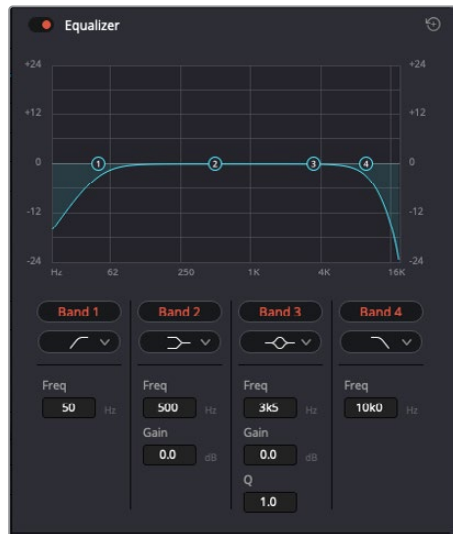 Equalizer
+24 +24
+12 +12
0 0
1 2 3 4
-12 -12
-24 -24
Hz 62 250 1K 4K 16K
Band 1 Band 2 Band 3 Band 4
Freq Freq Freq Freq
50 Hz 500 Hz 3k5 Hz 10k0 Hz
Gain Gain
0.0 dB 0.0 dB
Q
1.0